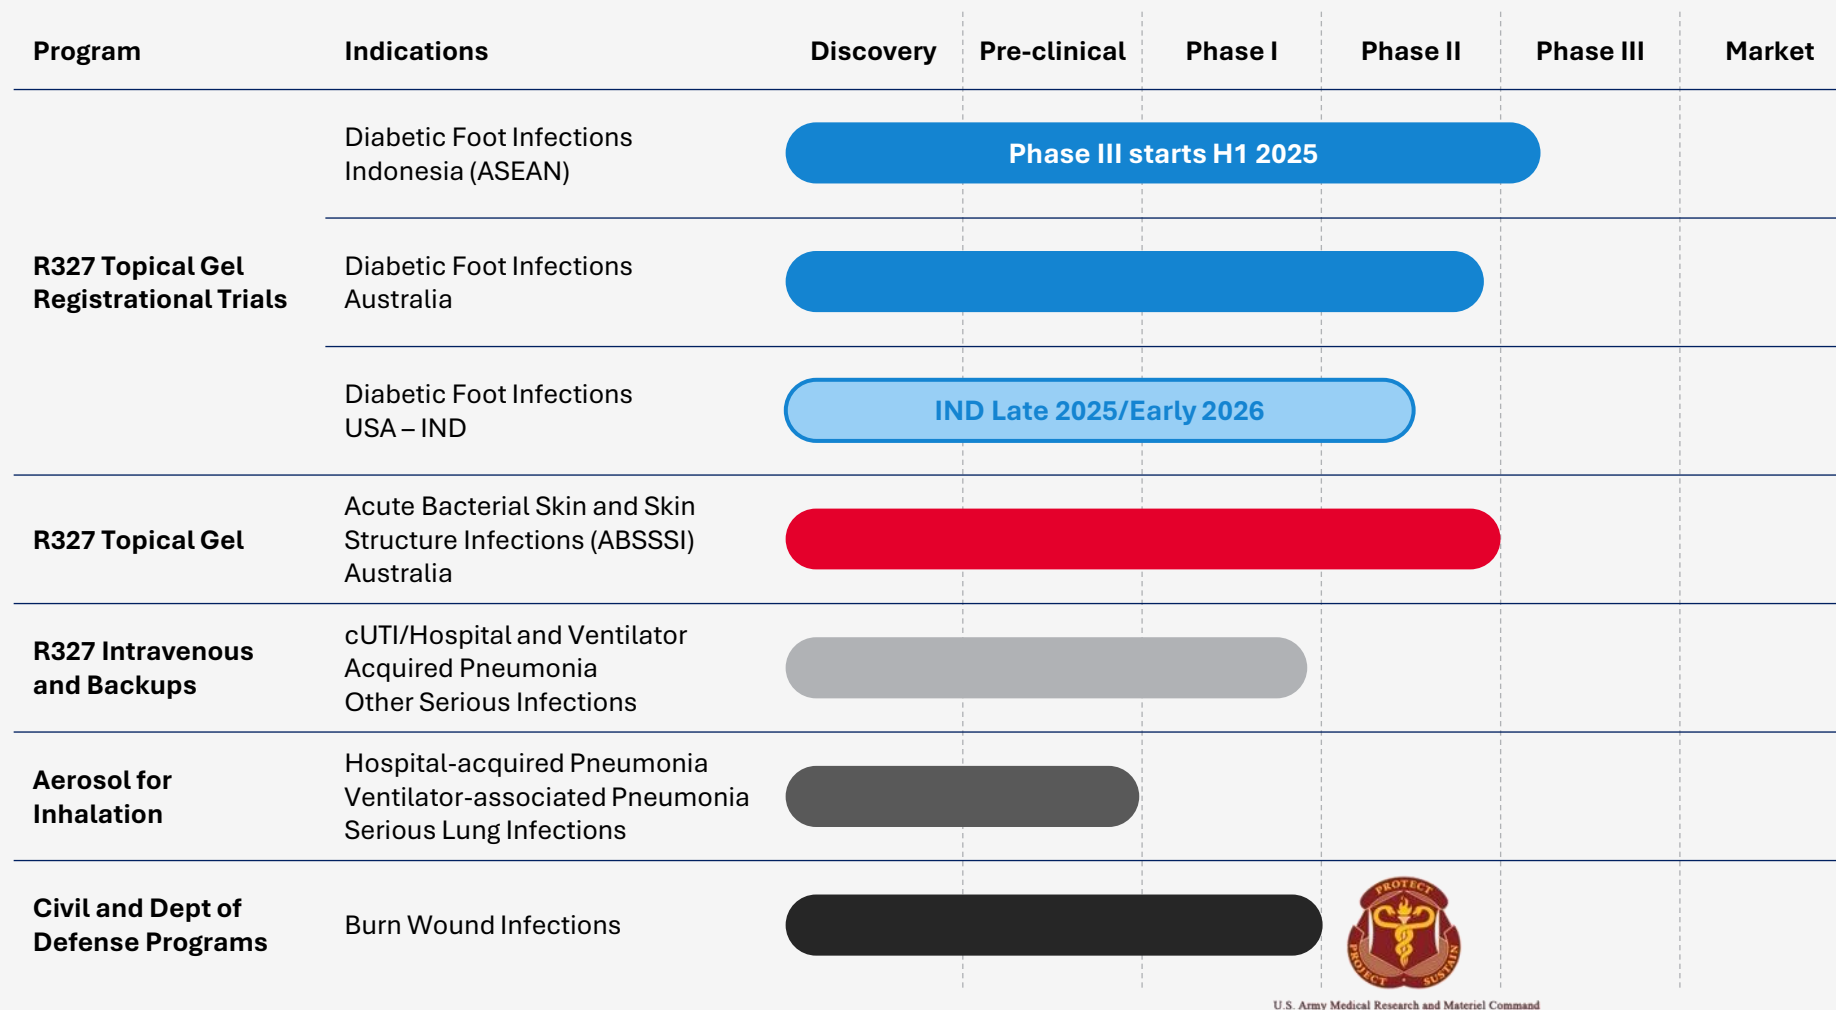 Program
Indications
Discovery
Pre-clinical
Phase I
Phase II
Phase III
Market
R327 Topical Gel
Registrational Trials
Diabetic Foot Infections
Indonesia (ASEAN)
Phase III starts H1 2025
Diabetic Foot Infections
Australia
Diabetic Foot Infections
USA – IND
IND Late 2025/Early 2026
R327 Topical Gel
Acute Bacterial Skin and Skin
Structure Infections (ABSSSI)
Australia
R327 Intravenous
and Backups
cUTI/Hospital and Ventilator
Acquired Pneumonia
Other Serious Infections
Aerosol for
Inhalation
Hospital-acquired Pneumonia
Ventilator-associated Pneumonia
Serious Lung Infections
Civil and Dept of
Defense Programs
Burn Wound Infections
PROTECT
PROJECT
SUSTAIN
U.S. Army Medical Research and Materiel Command